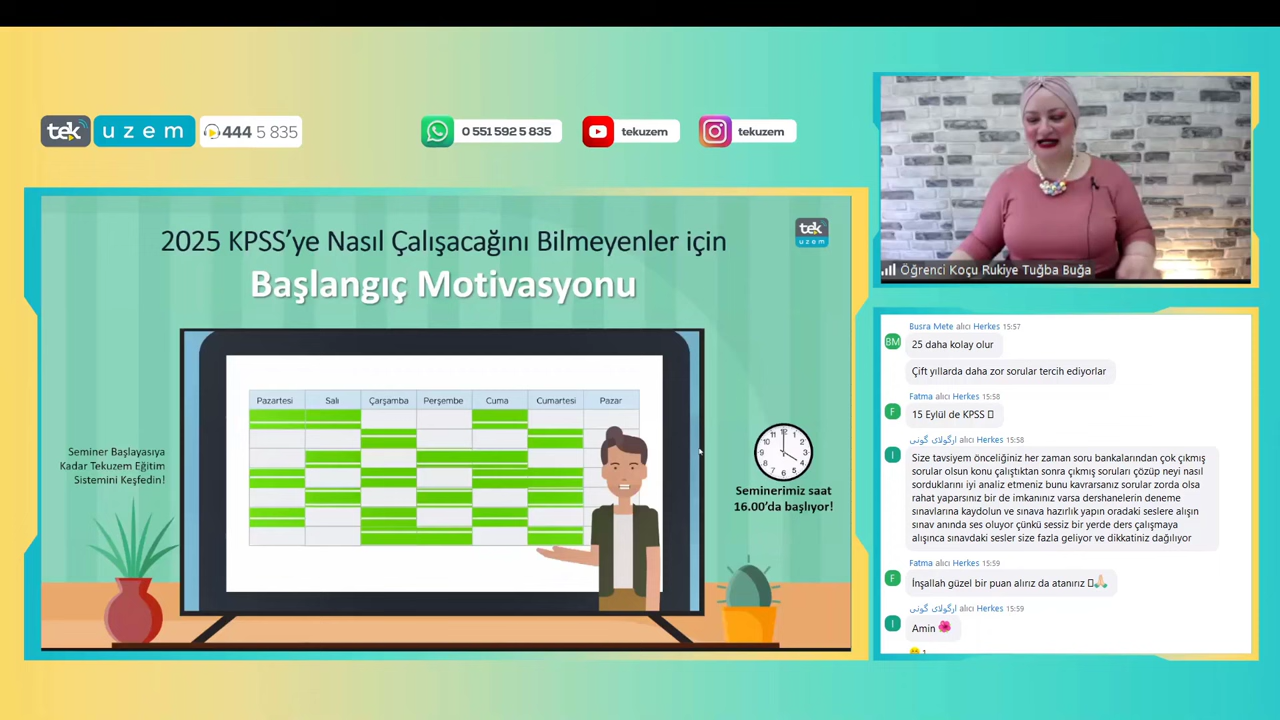 tek uzem 444 5 835
0 551 592 5 835
tekuzem
tekuzem
2025 KPSS’ye Nasıl Çalışacağını Bilmeyenler için
Başlangıç Motivasyonu
tek
uzem
Pazartesi Salı Çarşamba Perşembe Cuma Cumartesi Pazar
Seminer Başlayasıya
Kadar Tekuzem Eğitim
Sistemini Keşfedin!
Seminerimiz saat
16.00’da başlıyor!
Öğrenci Koçu Rukiye Tuğba Buğa
Busra Mete alıcı Herkes 15:57
BM
25 daha kolay olur
Çift yıllarda daha zor sorular tercih ediyorlar
Fatma alıcı Herkes 15:58
F
15 Eylül de KPSS
ارگولای گونی alıcı Herkes 15:58
I
Size tavsiyem önceliğiniz her zaman soru bankalarından çok çıkmış
sorular olsun konu çalıştıktan sonra çıkmış soruları çözüp neyi nasıl
sorduklarını iyi analiz etmeniz bunu kavrarsanız sorular zorda olsa
rahat yaparsınız bir de imkanınız varsa dershanelerin deneme
sınavlarına kaydolun ve sınava hazırlık yapın oradaki seslere alışın
sınav anında ses oluyor çünkü sessiz bir yerde ders çalışmaya
alışınca sınavdaki sesler size fazla geliyor ve dikkatiniz dağılıyor
Fatma alıcı Herkes 15:59
F
İnşallah güzel bir puan alırız da atanırız 🙏🏻
ارگولای گونی alıcı Herkes 15:59
I
Amin 🌺
1